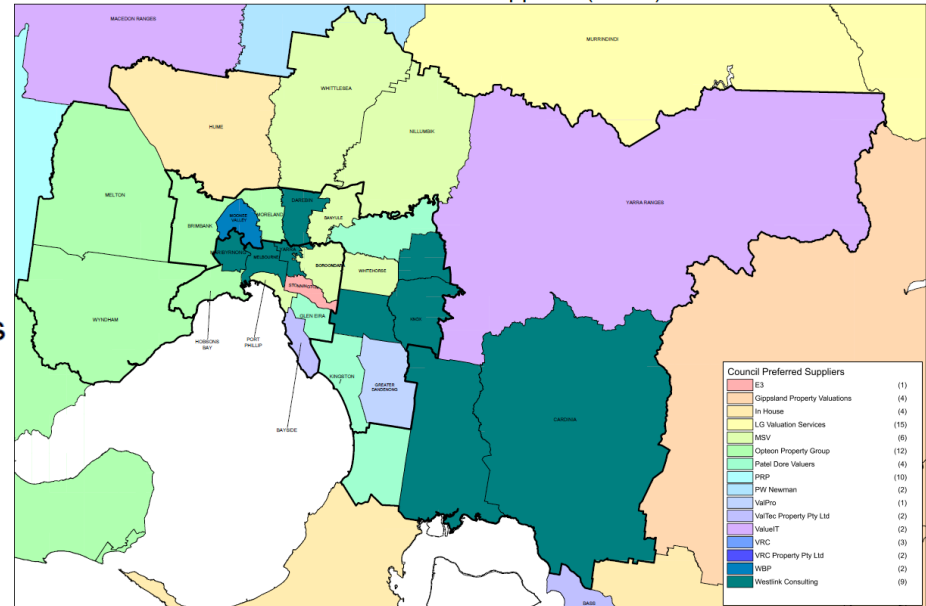 MACEDON RANGES
MURRINDINDI
WHITTLESEA
HUME
NILLUMBIK
MELTON
YARRA RANGES
DAREBIN
MOONEE
VALLEY
MORELAND
BANYULE
BRIMBANK
MELBOURNE
YARRA
BOROONDARA
WHITEHORSE
STONNINGTON
GLEN EIRA
WYNDHAM
KNOX
HOBSONS
BAY
PORT
PHILLIP
KINGSTON
GREATER
DANDENONG
CARDINIA
BAYSIDE
BASS
Council Preferred Suppliers
E3 (1)
Gippsland Property Valuations (4)
In House (4)
LG Valuation Services (15)
MSV (6)
Opteon Property Group (12)
Patel Dore Valuers (4)
PRP (10)
PW Newman (2)
ValPro (1)
ValTec Property Pty Ltd (2)
ValueIT (2)
VRC (3)
VRC Property Pty Ltd (2)
WBP (2)
Westlink Consulting (9)